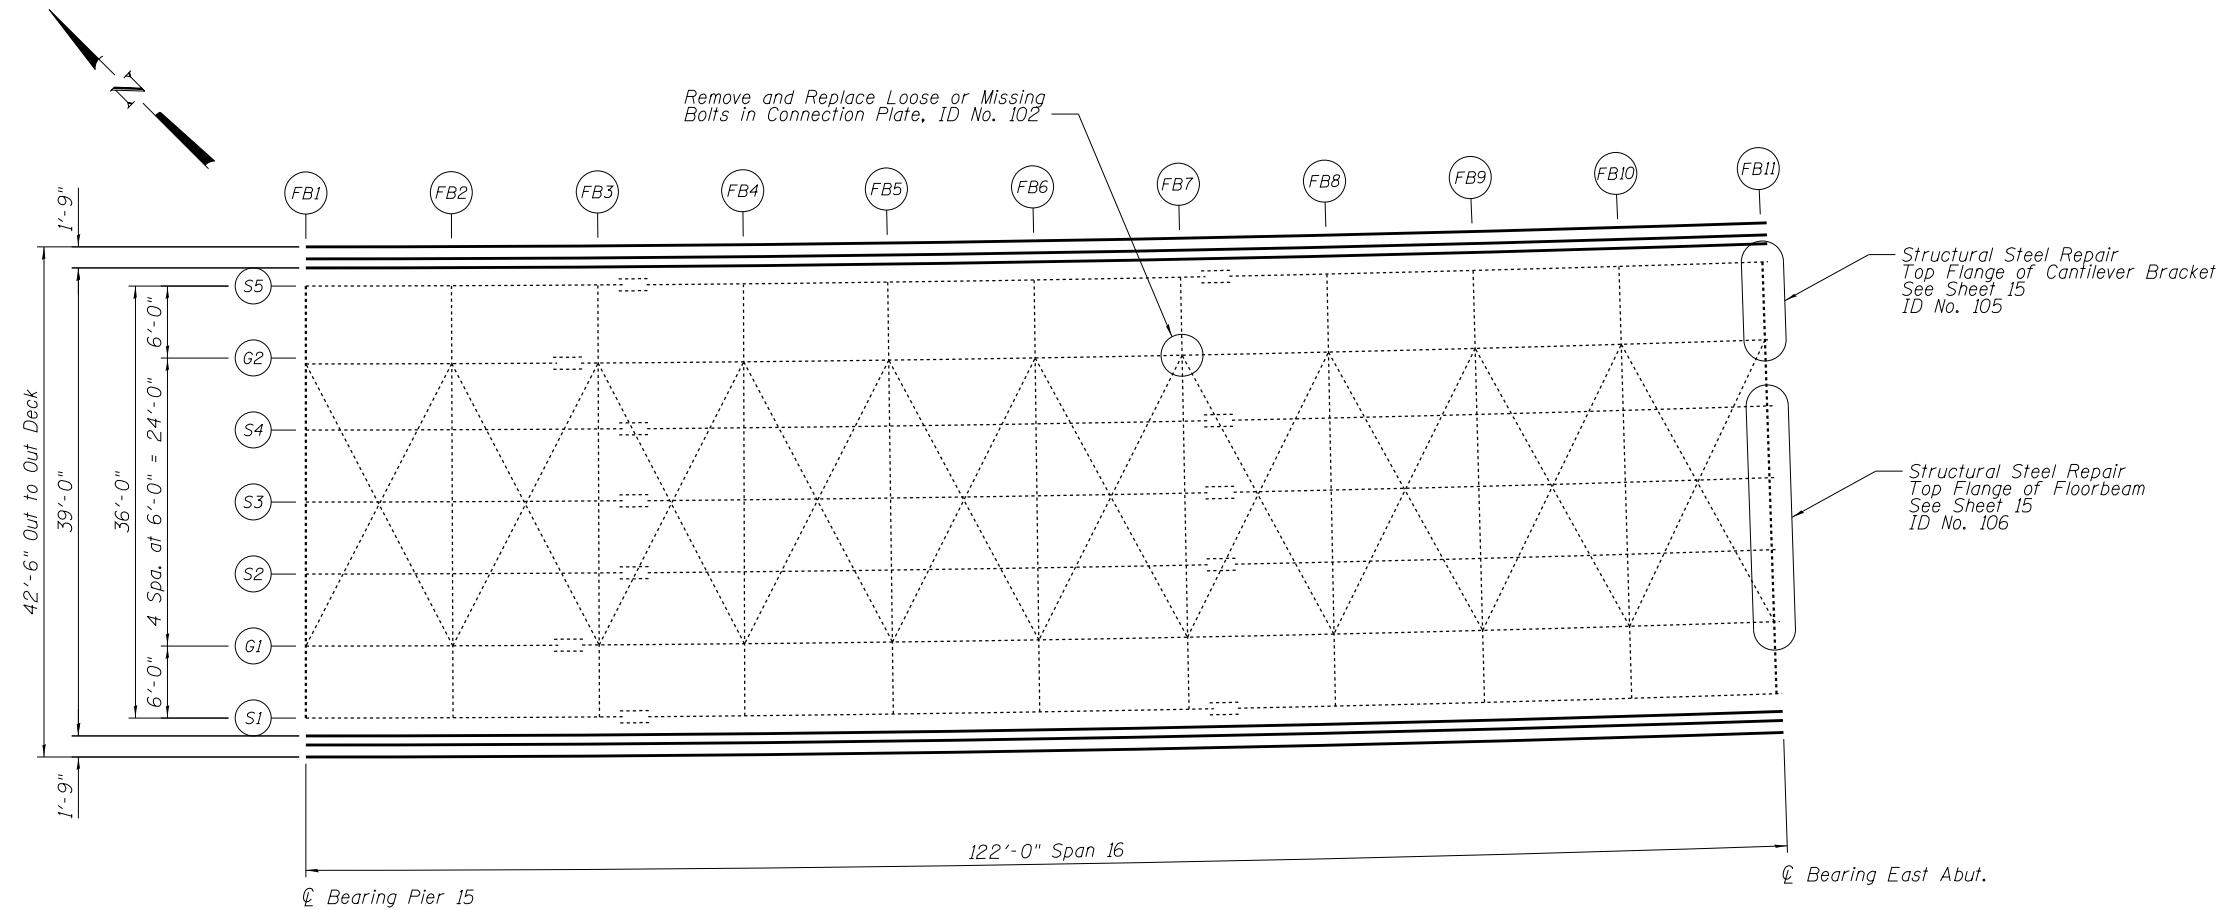 N
Remove and Replace Loose or Missing
Bolts in Connection Plate, ID No. 102
FB1
FB2
FB3
FB4
FB5
FB6
FB7
FB8
FB9
FB10
FB11
1'-9"
42'-6" Out to Out Deck
39'-0"
36'-0"
6'-0"
4 Spa. at 6'-0" = 24'-0"
6'-0"
1'-9"
S5
G2
S4
S3
S2
G1
S1
Structural Steel Repair
Top Flange of Cantilever Bracket
See Sheet 15
ID No. 105
Structural Steel Repair
Top Flange of Floorbeam
See Sheet 15
ID No. 106
122'-0" Span 16
℄ Bearing Pier 15
℄ Bearing East Abut.